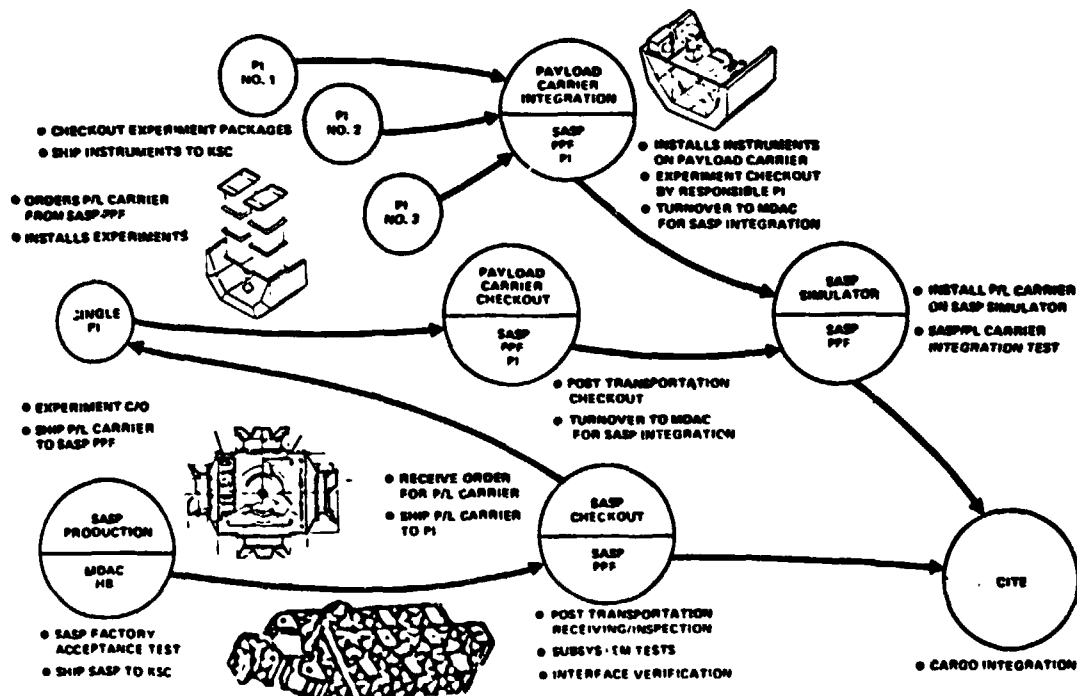 PI
NO. 1
PI
NO. 2
PI
NO. 3
PAYLOAD
CARRIER
INTEGRATION
SASP
PPF
PI
● CHECKOUT EXPERIMENT PACKAGES
● SHIP INSTRUMENTS TO KSC
● INSTALLS INSTRUMENTS
ON PAYLOAD CARRIER
● EXPERIMENT CHECKOUT
BY RESPONSIBLE PI
● TURNOVER TO MDAC
FOR SASP INTEGRATION
● ORDERS P/L CARRIER
FROM SASP-PPF
● INSTALLS EXPERIMENTS
SINGLE
PI
PAYLOAD
CARRIER
CHECKOUT
SASP
PPF
PI
SASP
SIMULATOR
SASP
PPF
● INSTALL P/L CARRIER
ON SASP SIMULATOR
● SASP/PL CARRIER
INTEGRATION TEST
● POST TRANSPORTATION
CHECKOUT
● TURNOVER TO MDAC
FOR SASP INTEGRATION
● EXPERIMENT C/O
● SHIP P/L CARRIER
TO SASP PPF
● RECEIVE ORDER
FOR P/L CARRIER
● SHIP P/L CARRIER
TO PI
SASP
PRODUCTION
MDAC
HB
SASP
CHECKOUT
SASP
PPF
CITE
● SASP FACTORY
ACCEPTANCE TEST
● SHIP SASP TO KSC
● POST TRANSPORTATION
RECEIVING/INSPECTION
● SUBSYSTEM TESTS
● INTERFACE VERIFICATION
● CARGO INTEGRATION